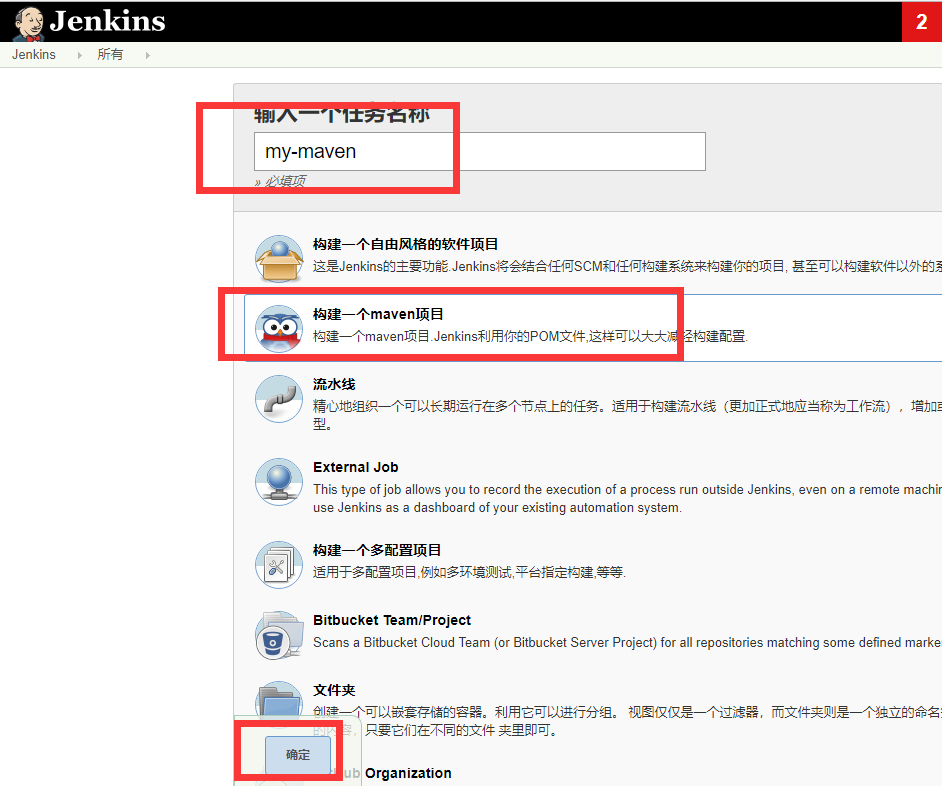 Jenkins
2
Jenkins 所有
输入一个任务名称
my-maven
» 必填项
构建一个自由风格的软件项目
这是Jenkins的主要功能.Jenkins将会结合任何SCM和任何构建系统来构建你的项目, 甚至可以构建软件以外的系
构建一个maven项目
构建一个maven项目.Jenkins利用你的POM文件,这样可以大大减轻构建配置.
流水线
精心地组织一个可以长期运行在多个节点上的任务。适用于构建流水线（更加正式地应当称为工作流），增加或
型。
External Job
This type of job allows you to record the execution of a process run outside Jenkins, even on a remote machin
use Jenkins as a dashboard of your existing automation system.
构建一个多配置项目
适用于多配置项目,例如多环境测试,平台指定构建,等等.
Bitbucket Team/Project
Scans a Bitbucket Cloud Team (or Bitbucket Server Project) for all repositories matching some defined marke
文件夹
创建一个可以嵌套存储的容器。利用它可以进行分组。 视图仅仅是一个过滤器，而文件夹则是一个独立的命名空
的内容，只要它们在不同的文件 夹里即可。
确定
ub Organization